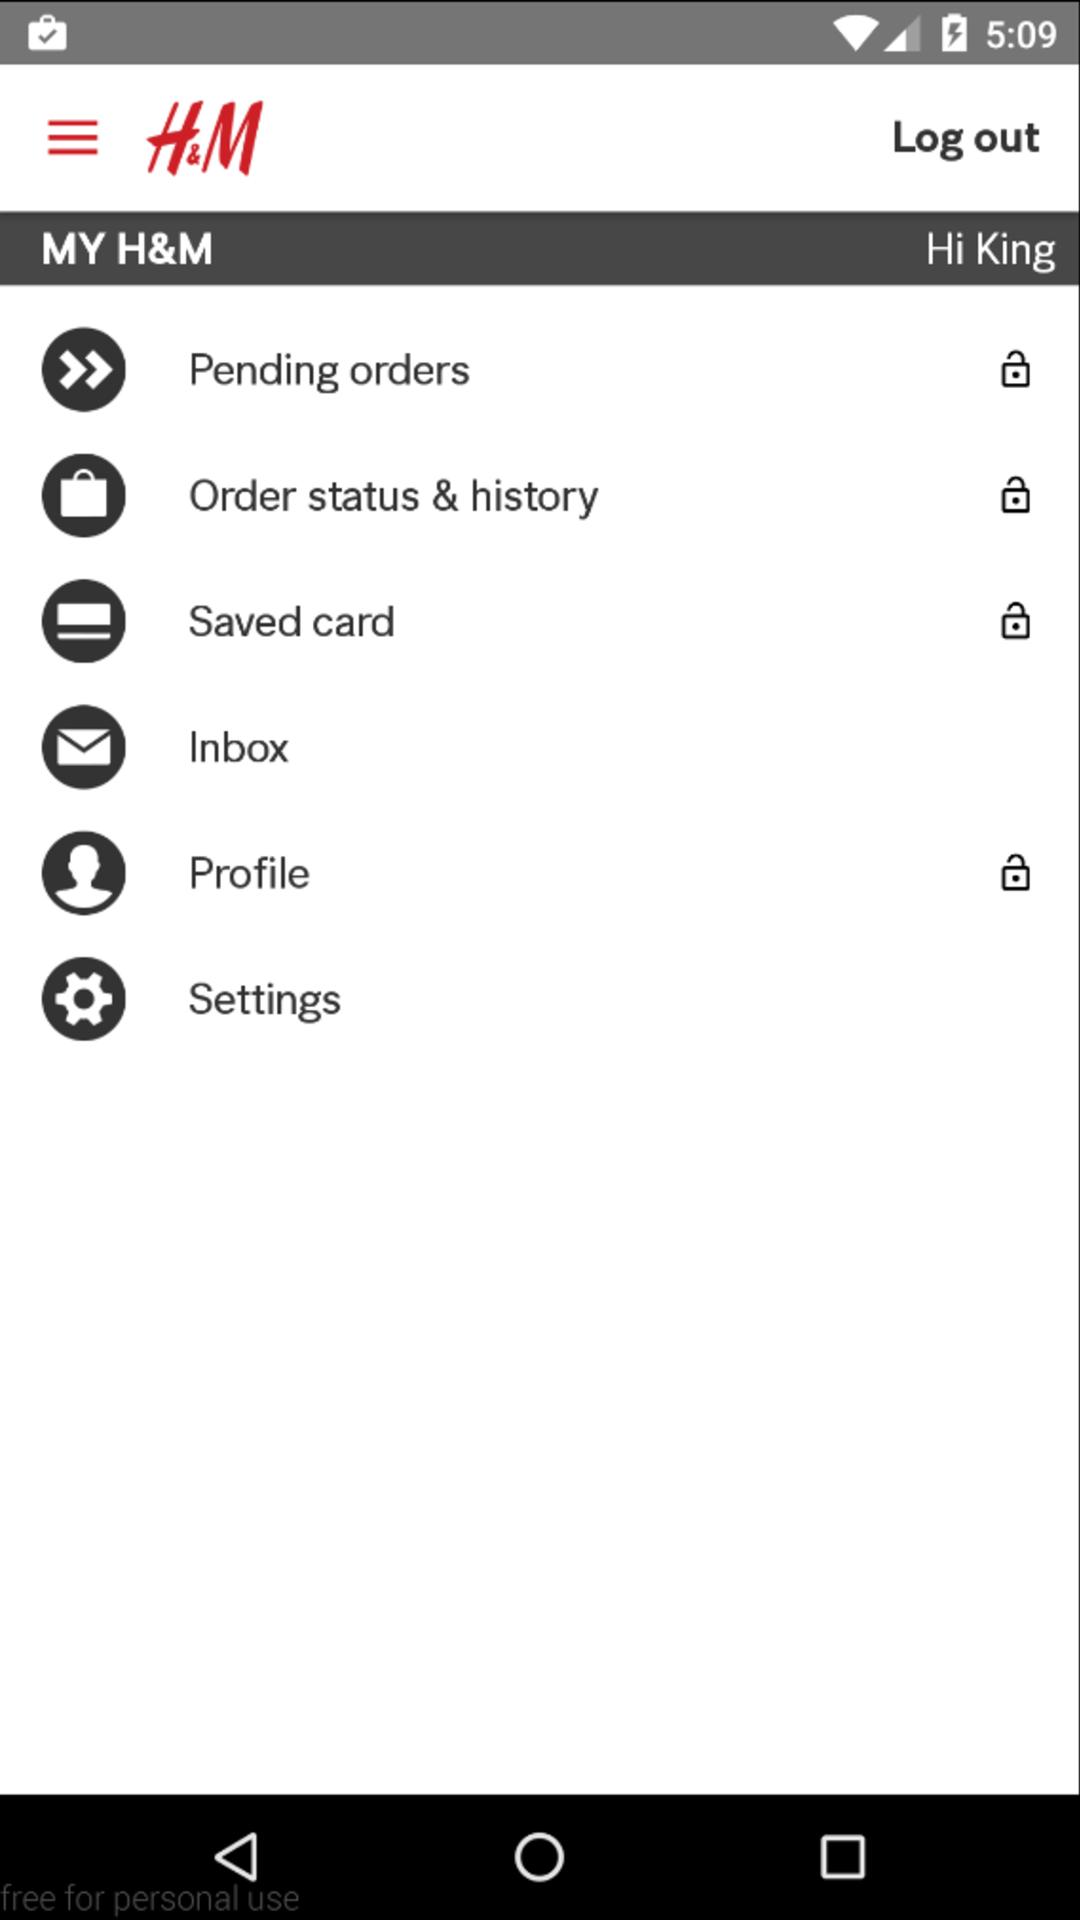 5:09
H&M
Log out
MY H&M
Hi King
Pending orders
Order status & history
Saved card
Inbox
Profile
Settings
free for personal use